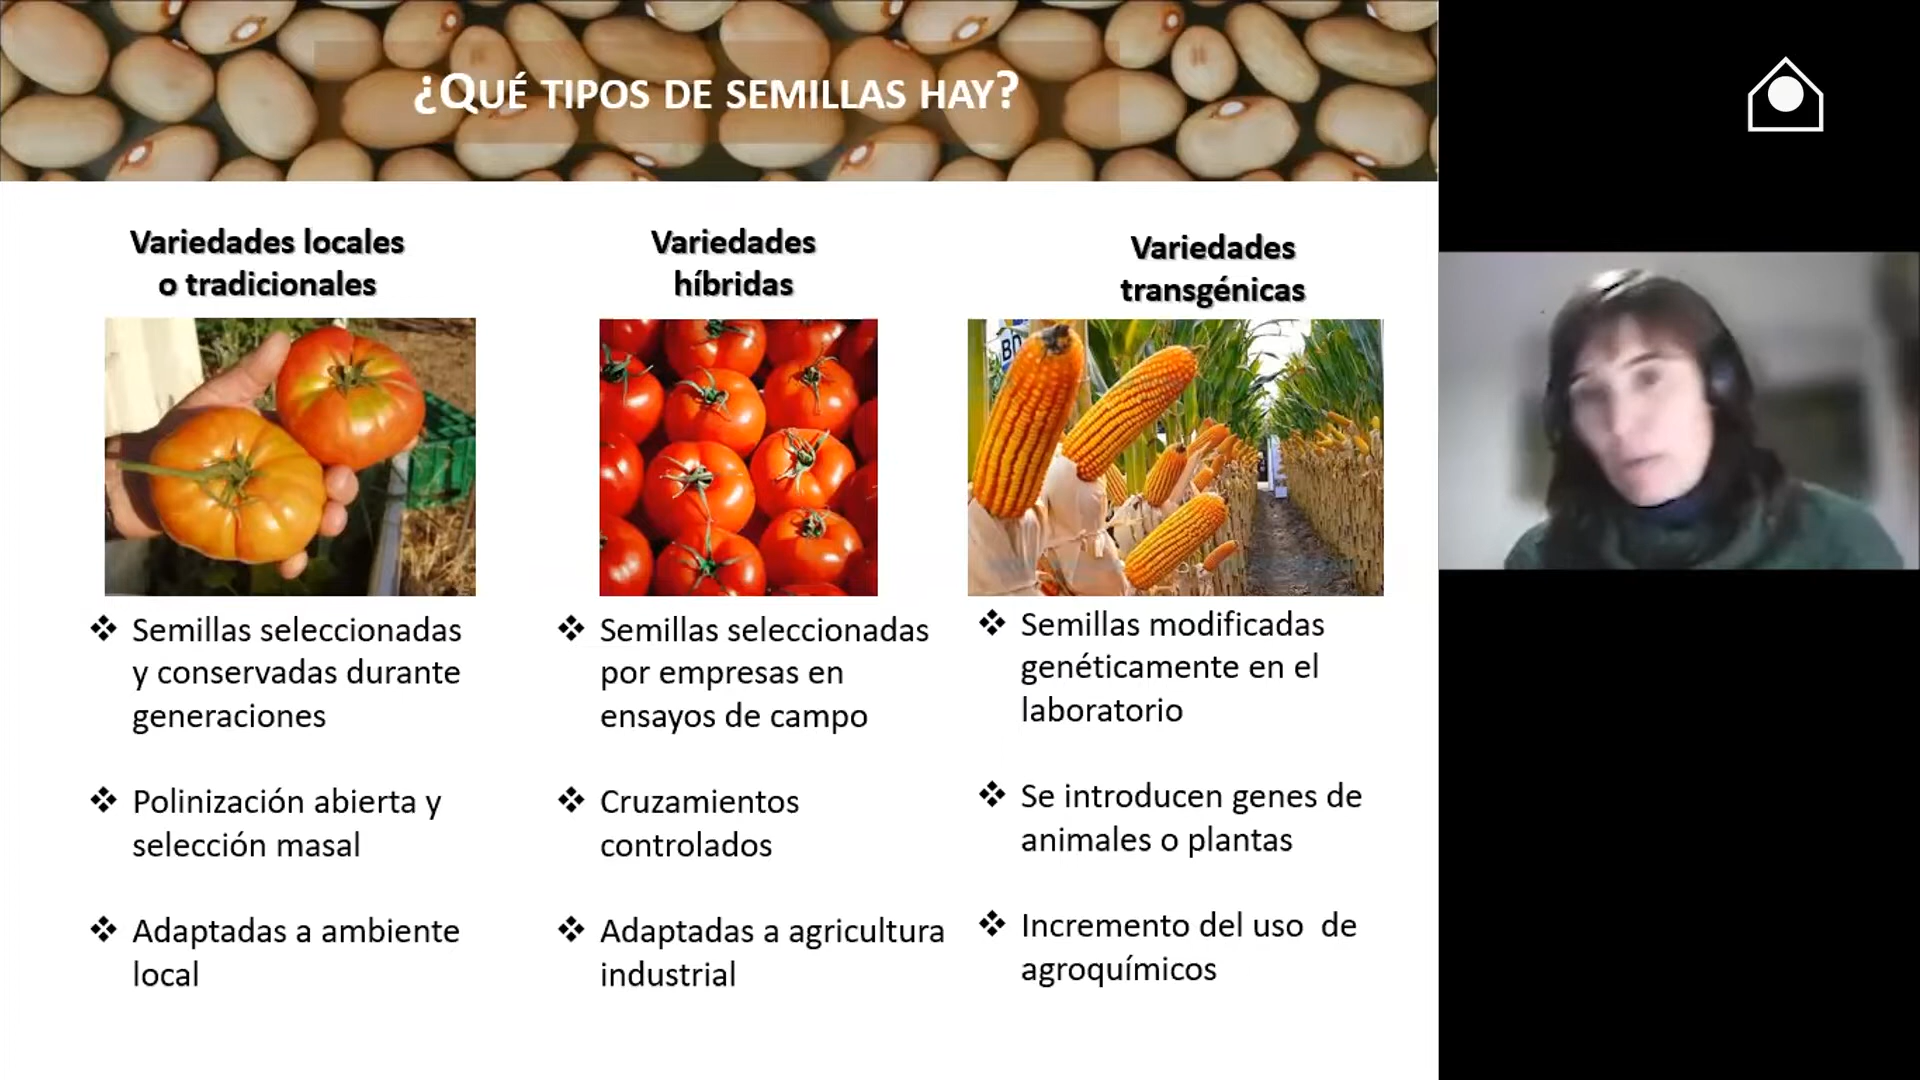 ¿QUÉ TIPOS DE SEMILLAS HAY?
Variedades locales
o tradicionales
Semillas seleccionadas
y conservadas durante
generaciones
Polinización abierta y
selección masal
Adaptadas a ambiente
local
Variedades
híbridas
Semillas seleccionadas
por empresas en
ensayos de campo
Cruzamientos
controlados
Adaptadas a agricultura
industrial
Variedades
transgénicas
Semillas modificadas
genéticamente en el
laboratorio
Se introducen genes de
animales o plantas
Incremento del uso  de
agroquímicos